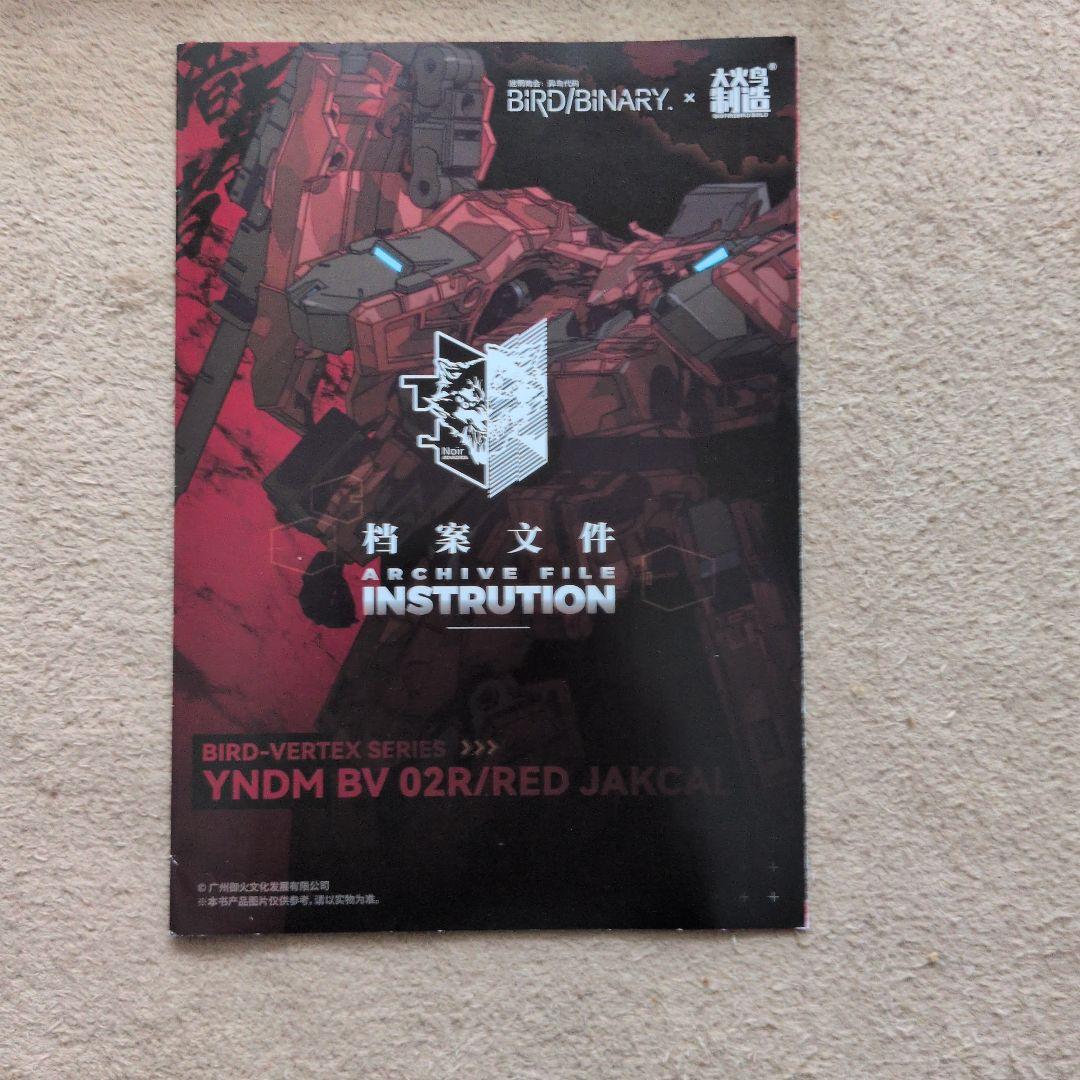 BiRD/BiNARY. × 大火鸟®
制造
Noir
档案文件
ARCHIVE FILE
INSTRUTION
BIRD-VERTEX SERIES >>>
YNDM BV 02R/RED JAKCAL
© 广州御火文化发展有限公司
※本书产品图片仅供参考，请以实物为准。